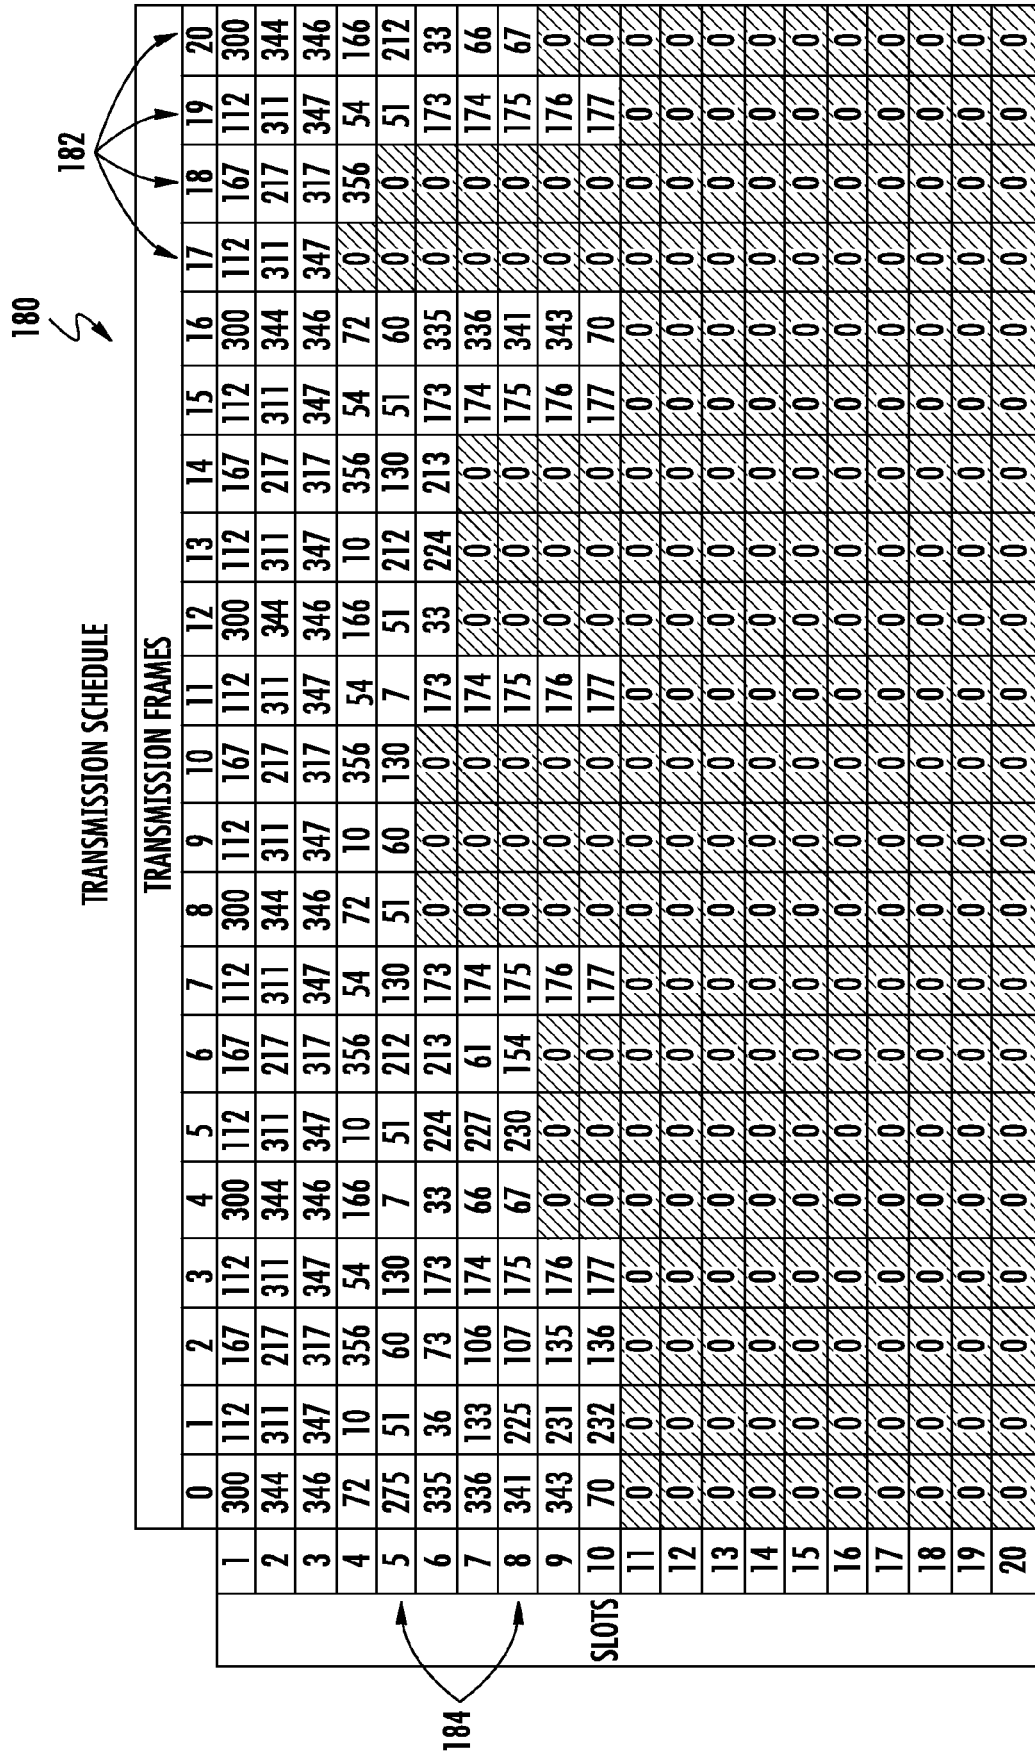 TRANSMISSION SCHEDULE
180
182
TRANSMISSION FRAMES
0 1 2 3 4 5 6 7 8 9 10 11 12 13 14 15 16 17 18 19 20
1 300 112 167 112 300 112 167 112 300 112 167 112 300 112 167 112 300 112 167 112 300
2 344 311 217 311 344 311 217 311 344 311 217 311 344 311 217 311 344 311 217 311 344
3 346 347 317 347 346 347 317 347 346 347 317 347 346 347 317 347 346 347 317 347 346
4 72 10 356 54 166 10 356 54 72 10 356 54 166 10 356 54 72 0 356 54 166
5 275 51 60 130 7 51 212 130 51 60 130 7 51 212 130 51 60 0 0 51 212
6 335 36 73 173 33 224 213 173 0 0 0 173 33 224 213 173 335 0 0 173 33
7 336 133 106 174 66 227 61 174 0 0 0 174 0 0 0 174 336 0 0 174 66
8 341 225 107 175 67 230 154 175 0 0 0 175 0 0 0 175 341 0 0 175 67
9 343 231 135 176 0 0 0 176 0 0 0 176 0 0 0 176 343 0 0 176 0
10 70 232 136 177 0 0 0 177 0 0 0 177 0 0 0 177 70 0 0 177 0
11 0 0 0 0 0 0 0 0 0 0 0 0 0 0 0 0 0 0 0 0 0
12 0 0 0 0 0 0 0 0 0 0 0 0 0 0 0 0 0 0 0 0 0
13 0 0 0 0 0 0 0 0 0 0 0 0 0 0 0 0 0 0 0 0 0
14 0 0 0 0 0 0 0 0 0 0 0 0 0 0 0 0 0 0 0 0 0
15 0 0 0 0 0 0 0 0 0 0 0 0 0 0 0 0 0 0 0 0 0
16 0 0 0 0 0 0 0 0 0 0 0 0 0 0 0 0 0 0 0 0 0
17 0 0 0 0 0 0 0 0 0 0 0 0 0 0 0 0 0 0 0 0 0
18 0 0 0 0 0 0 0 0 0 0 0 0 0 0 0 0 0 0 0 0 0
19 0 0 0 0 0 0 0 0 0 0 0 0 0 0 0 0 0 0 0 0 0
20 0 0 0 0 0 0 0 0 0 0 0 0 0 0 0 0 0 0 0 0 0
SLOTS
184